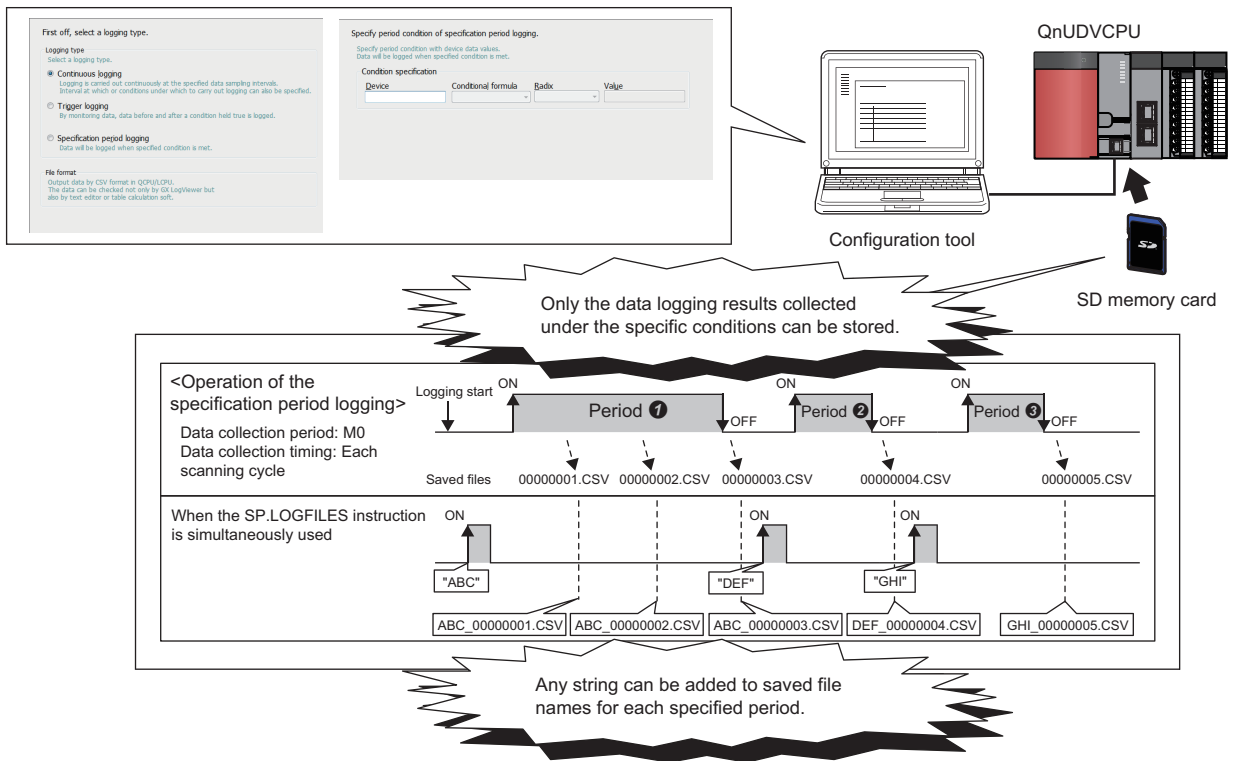 First off, select a logging type.
Logging type
Select a logging type.
Continuous logging
Logging is carried out continuously at the specified data sampling intervals.
Interval at which or conditions under which to carry out logging can also be specified.
Trigger logging
By monitoring data, data before and after a condition held true is logged.
Specification period logging
Data will be logged when specified condition is met.
File format
Output data by CSV format in QCPU/LCPU.
The data can be checked not only by GX LogViewer but
also by text editor or table calculation soft.
Specify period condition of specification period logging.
Specify period condition with device data values.
Data will be logged when specified condition is met.
Condition specification
Device Conditional formula Radix Value
QnUDVCPU
Configuration tool
SD
SD memory card
Only the data logging results collected
under the specific conditions can be stored.
<Operation of the
specification period logging>
Data collection period: M0
Data collection timing: Each
scanning cycle
Logging start
ON ON ON
Period ❶ Period ❷ Period ❸
OFF OFF OFF
Saved files 00000001.CSV 00000002.CSV 00000003.CSV 00000004.CSV 00000005.CSV
When the SP.LOGFILES instruction
is simultaneously used
ON ON ON
"ABC" "DEF" "GHI"
ABC_00000001.CSV ABC_00000002.CSV ABC_00000003.CSV DEF_00000004.CSV GHI_00000005.CSV
Any string can be added to saved file
names for each specified period.